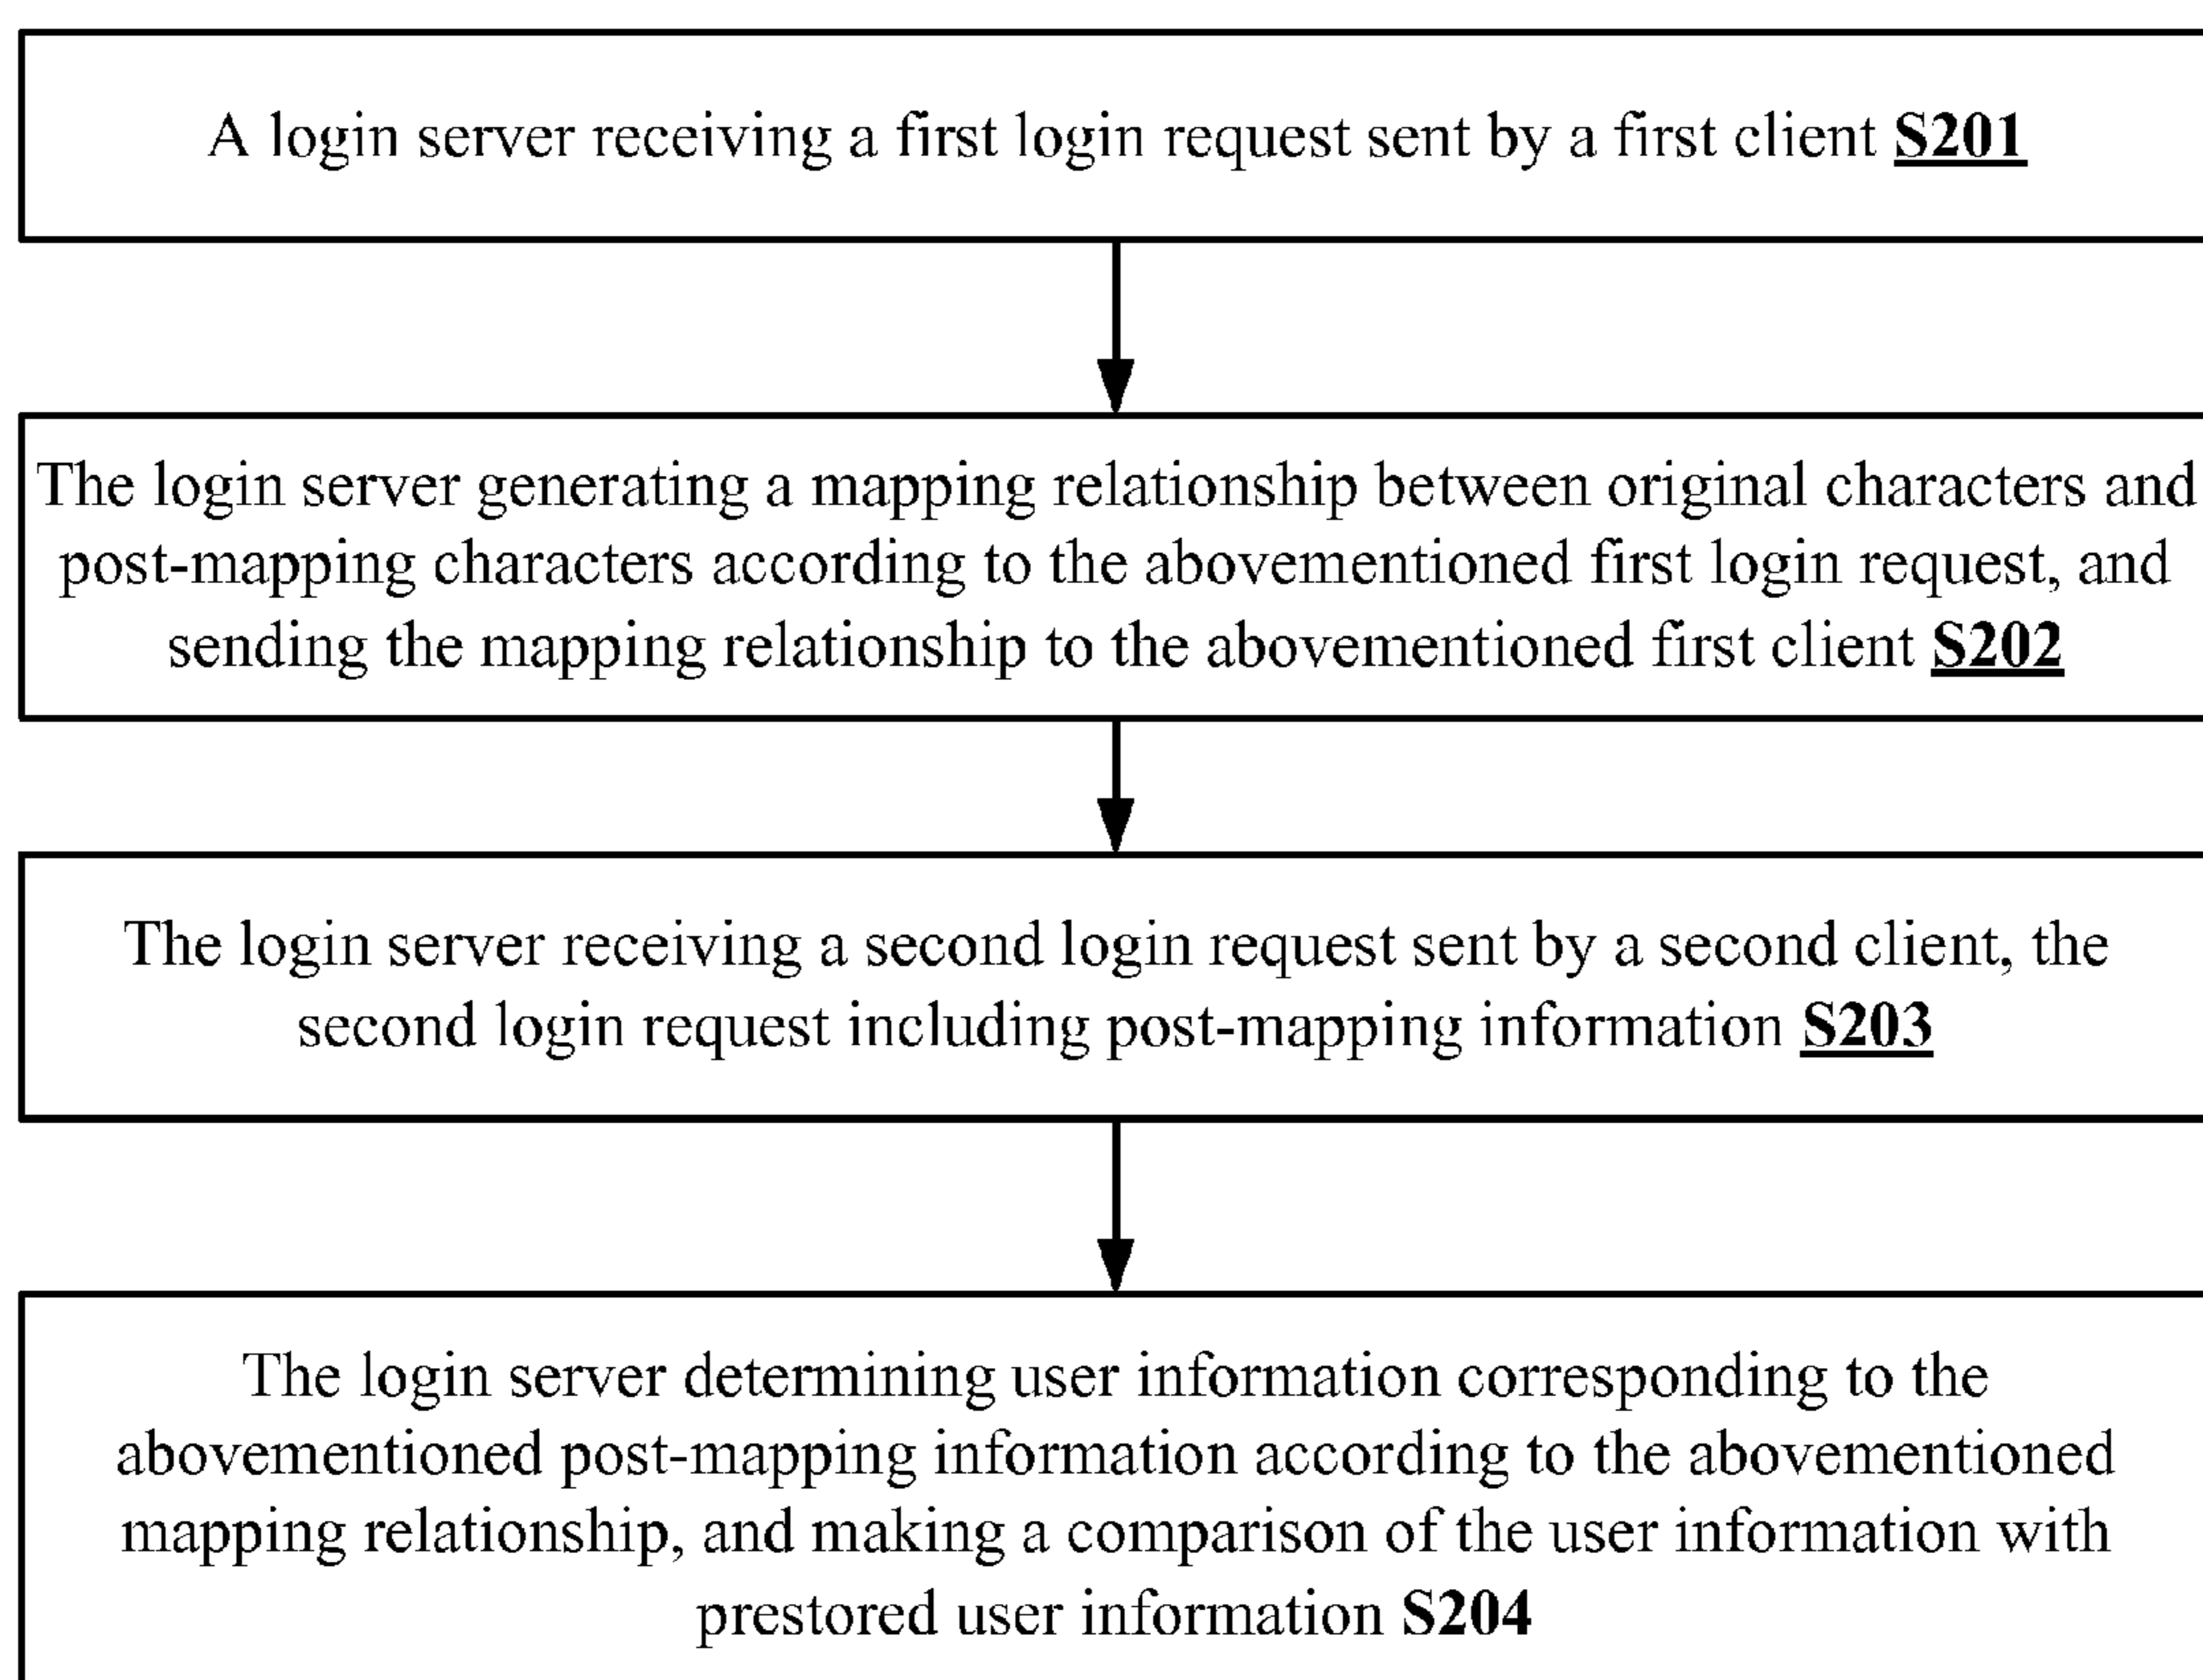 A login server receiving a first login request sent by a first client S201
The login server generating a mapping relationship between original characters and
post-mapping characters according to the abovementioned first login request, and
sending the mapping relationship to the abovementioned first client S202
The login server receiving a second login request sent by a second client, the
second login request including post-mapping information S203
The login server determining user information corresponding to the
abovementioned post-mapping information according to the abovementioned
mapping relationship, and making a comparison of the user information with
prestored user information S204